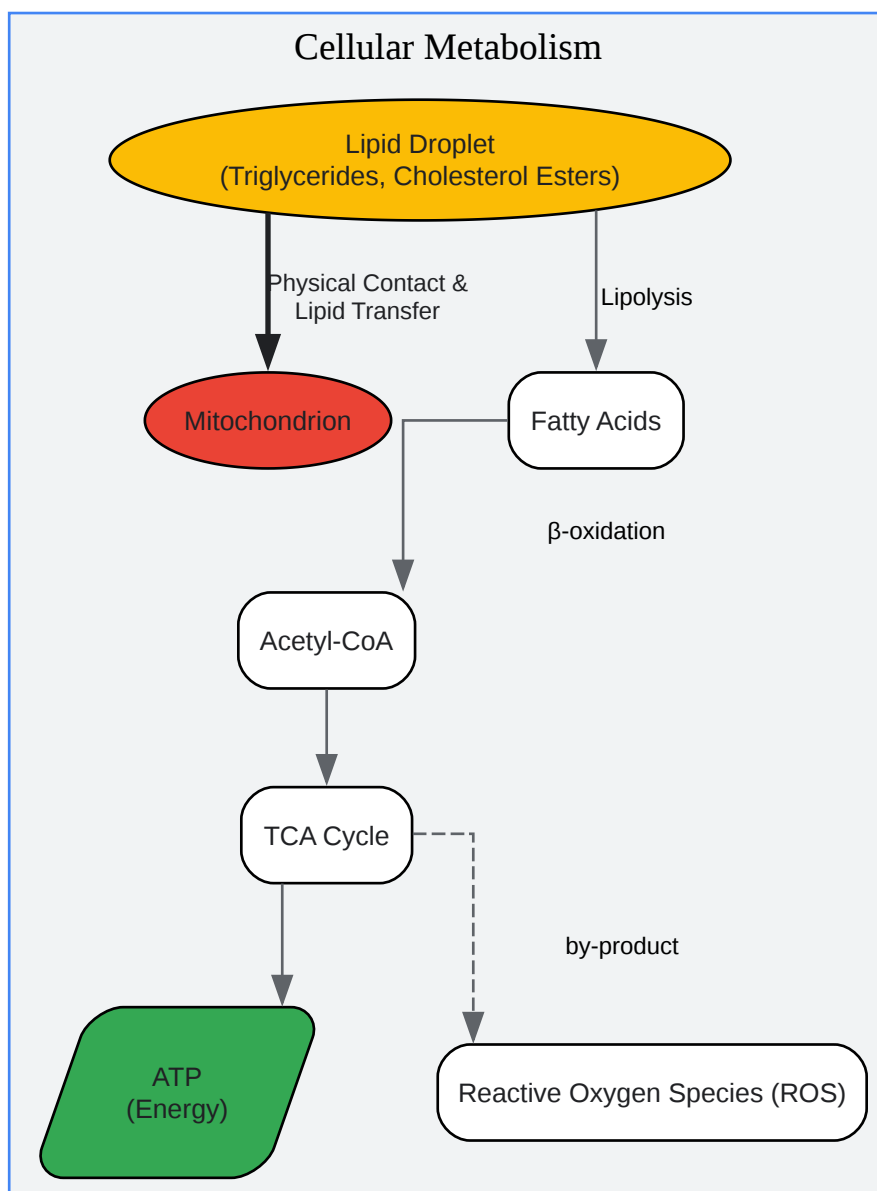 Cellular Metabolism
Lipid Droplet
(Triglycerides, Cholesterol Esters)
Physical Contact &
Lipid Transfer
Lipolysis
Mitochondrion
Fatty Acids
β-oxidation
Acetyl-CoA
TCA Cycle
by-product
ATP
(Energy)
Reactive Oxygen Species (ROS)